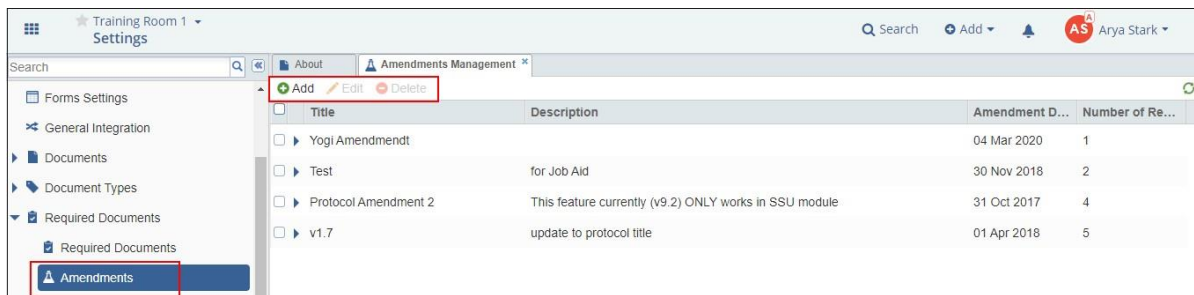 Training Room 1
Settings
Search
Add
A
AS
Arya Stark
Search
About
Amendments Management
Forms Settings
General Integration
Documents
Document Types
Required Documents
Required Documents
Amendments
Add Edit Delete
Title Description Amendment D... Number of Re...
Yogi Amendmendt 04 Mar 2020 1
Test for Job Aid 30 Nov 2018 2
Protocol Amendment 2 This feature currently (v9.2) ONLY works in SSU module 31 Oct 2017 4
v1.7 update to protocol title 01 Apr 2018 5